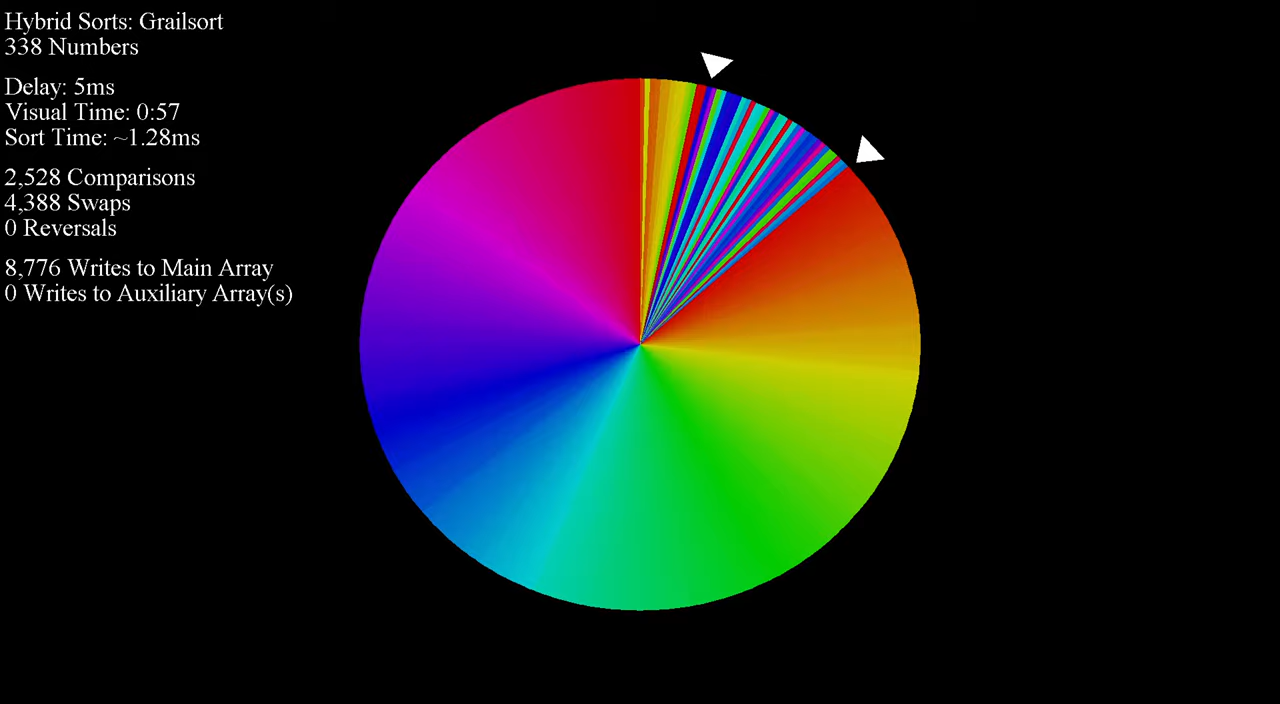 Hybrid Sorts: Grailsort
338 Numbers
Delay: 5ms
Visual Time: 0:57
Sort Time: ~1.28ms
2,528 Comparisons
4,388 Swaps
0 Reversals
8,776 Writes to Main Array
0 Writes to Auxiliary Array(s)